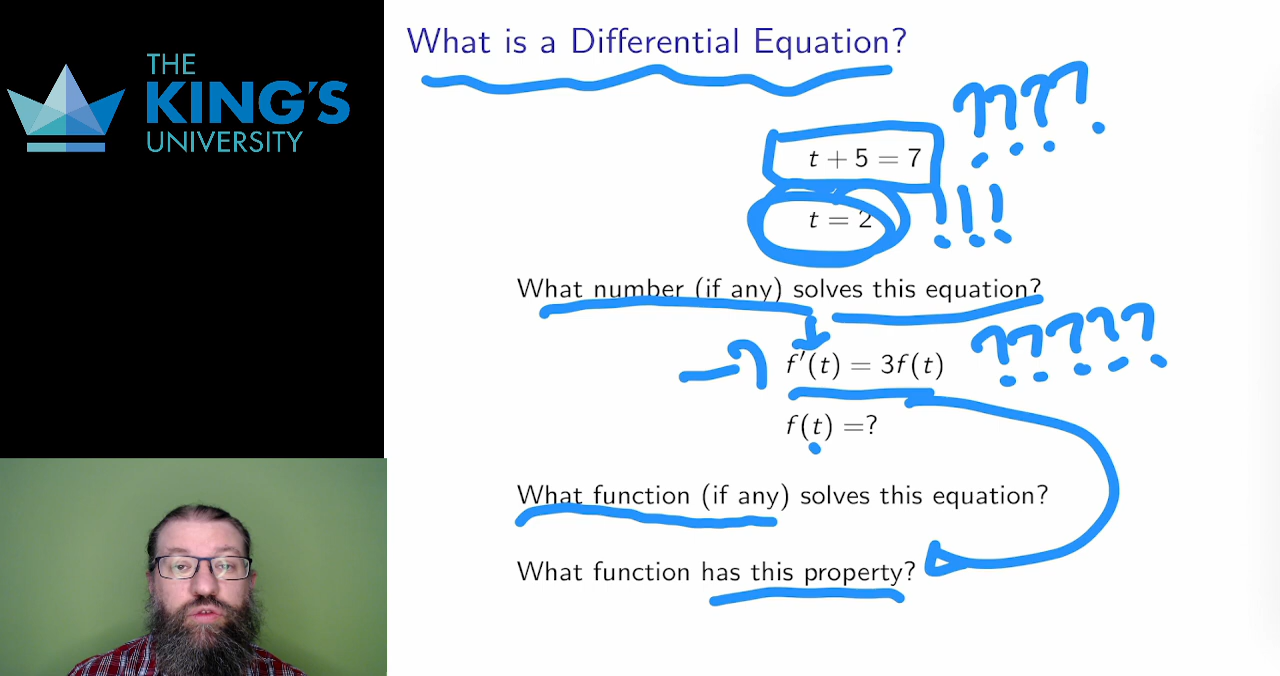 THE
KING'S
UNIVERSITY
What is a Differential Equation?
????
t + 5 = 7
t = 2
!!!
What number (if any) solves this equation?
?????
f′(t) = 3f(t)
f(t) =?
What function (if any) solves this equation?
What function has this property?